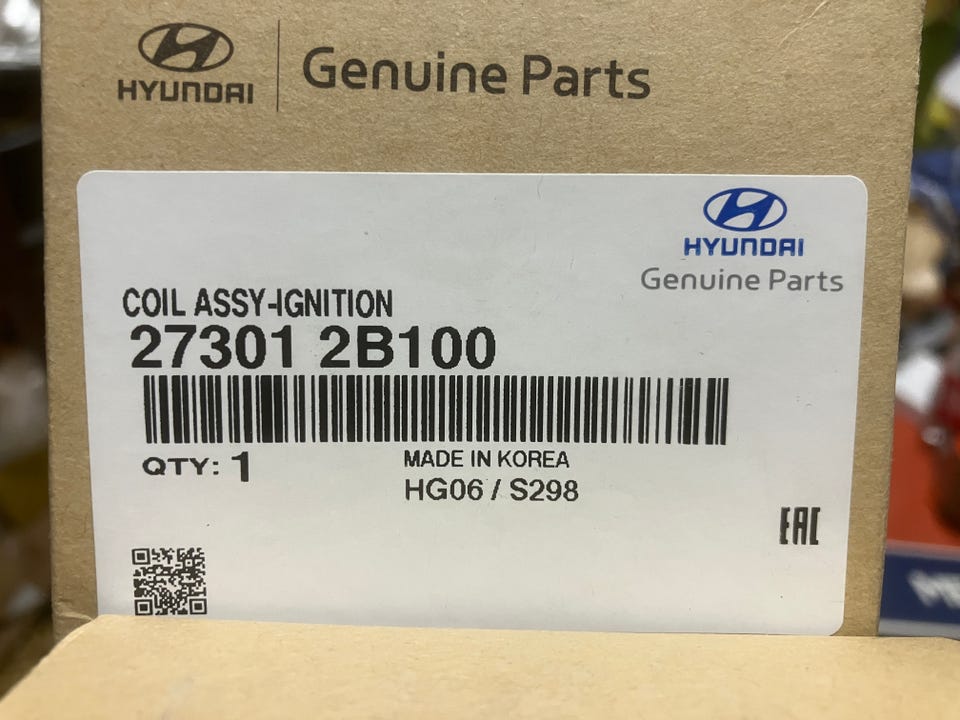 HYUNDAI Genuine Parts
HYUNDAI
Genuine Parts
COIL ASSY-IGNITION
27301 2B100
QTY: 1 MADE IN KOREA
HG06 / S298
EAC